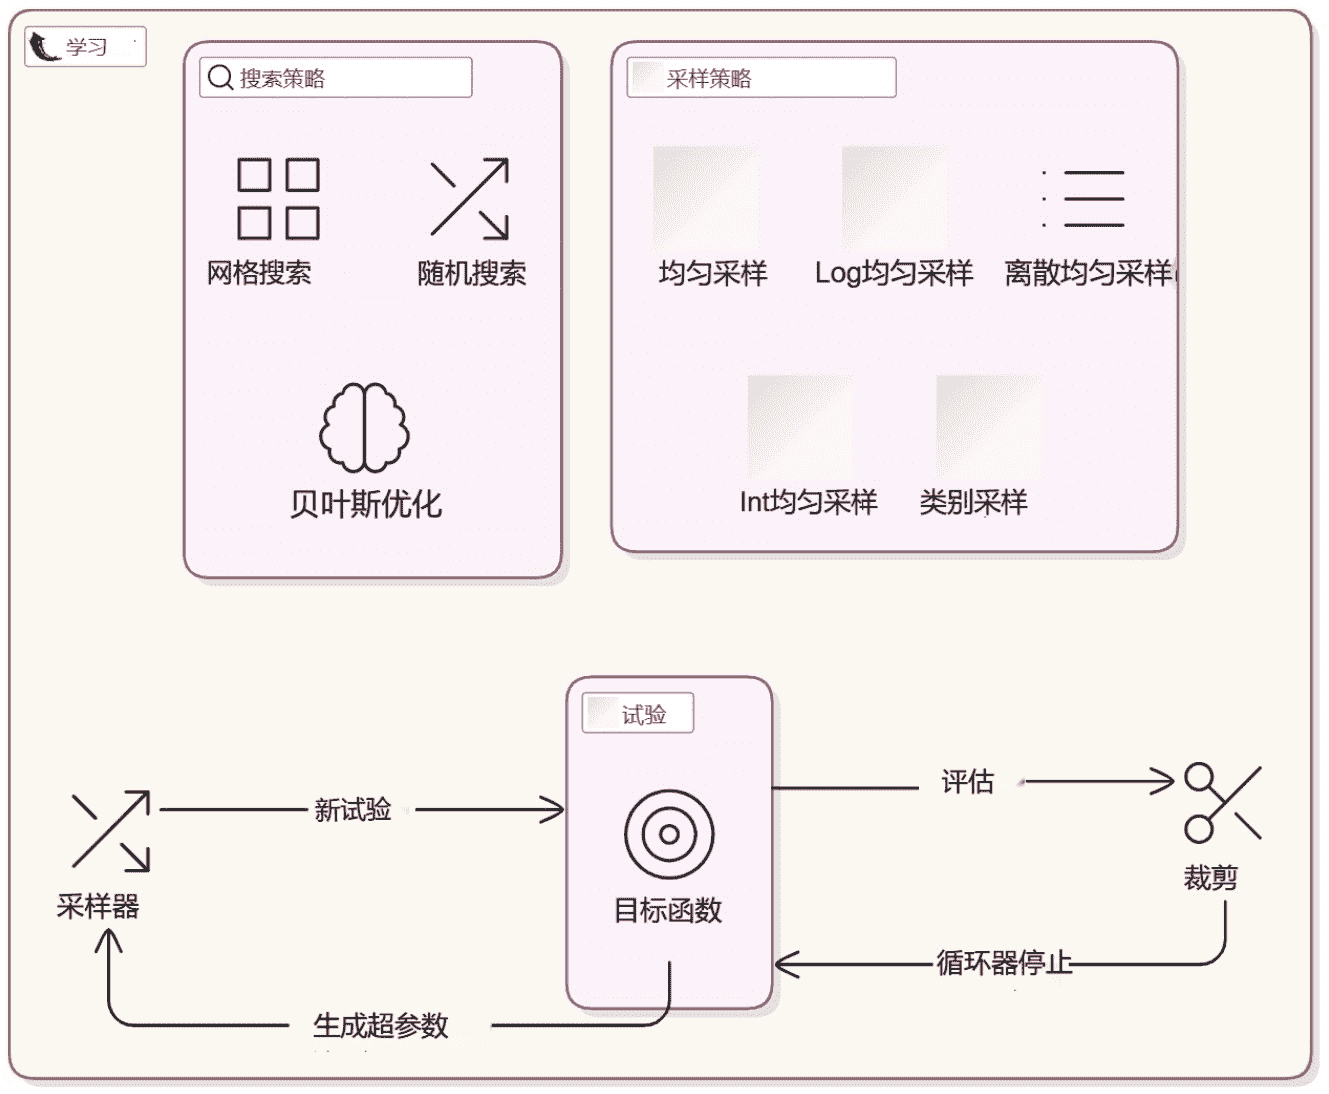 学习
搜索策略
采样策略
网格搜索
随机搜索
均匀采样
Log均匀采样
离散均匀采样
贝叶斯优化
Int均匀采样
类别采样
试验
新试验
评估
采样器
目标函数
裁剪
循环器停止
生成超参数